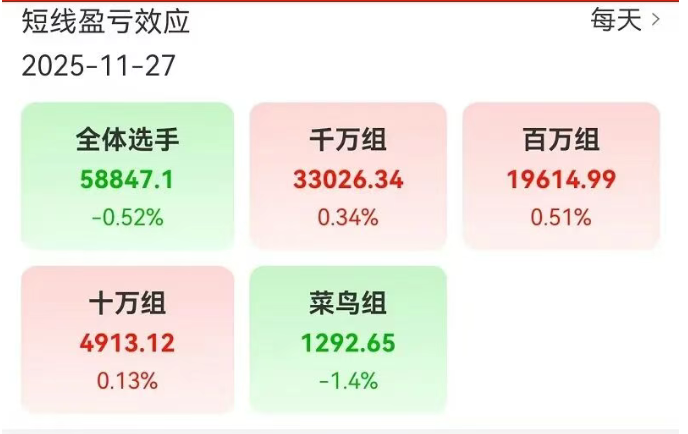 短线盈亏效应 每天 >
2025-11-27
全体选手 千万组 百万组
58847.1 33026.34 19614.99
-0.52% 0.34% 0.51%
十万组 菜鸟组
4913.12 1292.65
0.13% -1.4%